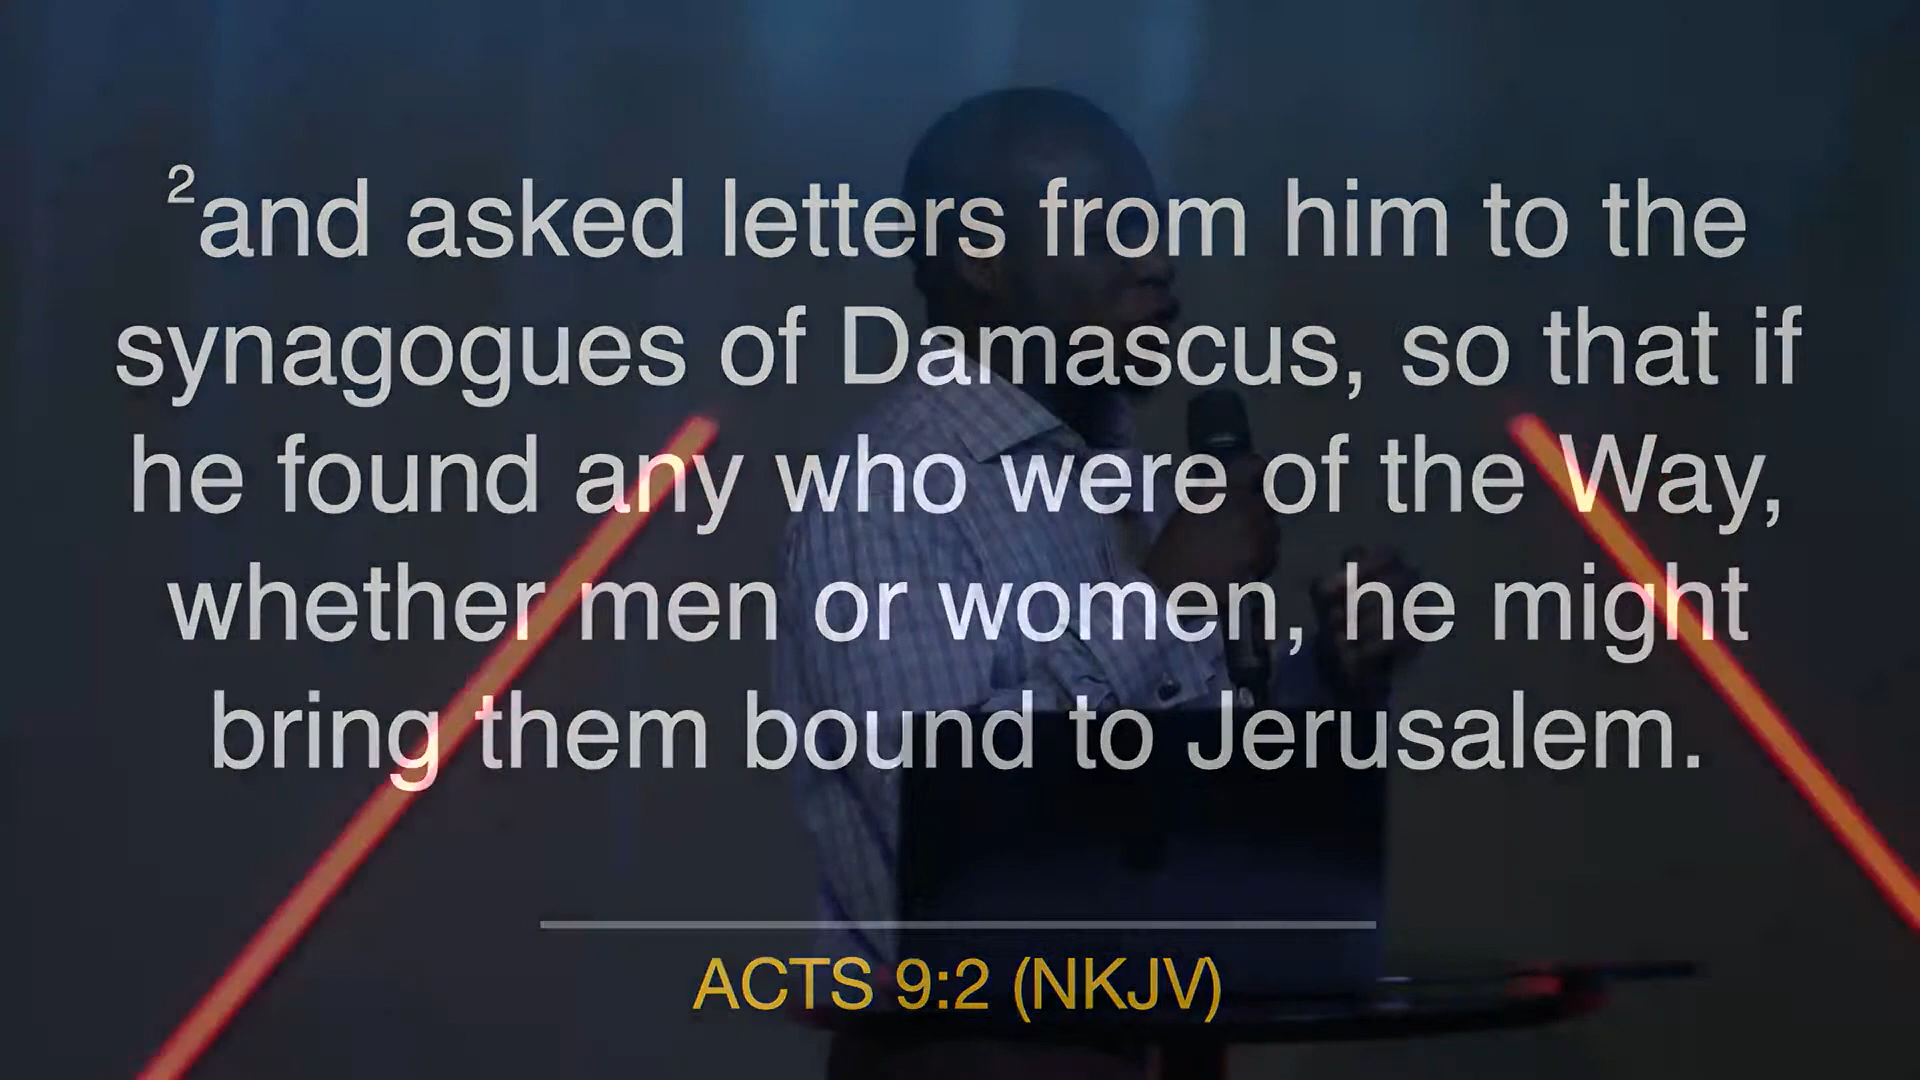 ²and asked letters from him to the
synagogues of Damascus, so that if
he found any who were of the Way,
whether men or women, he might
bring them bound to Jerusalem.
ACTS 9:2 (NKJV)